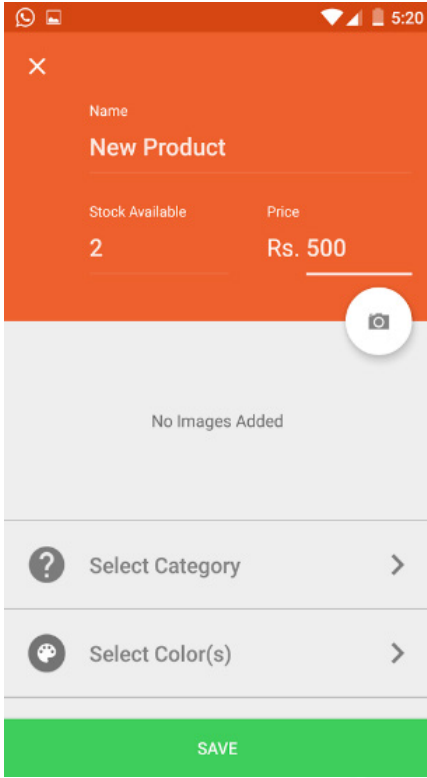 5:20
Name
New Product
Stock Available Price
2 Rs. 500
No Images Added
Select Category
Select Color(s)
SAVE